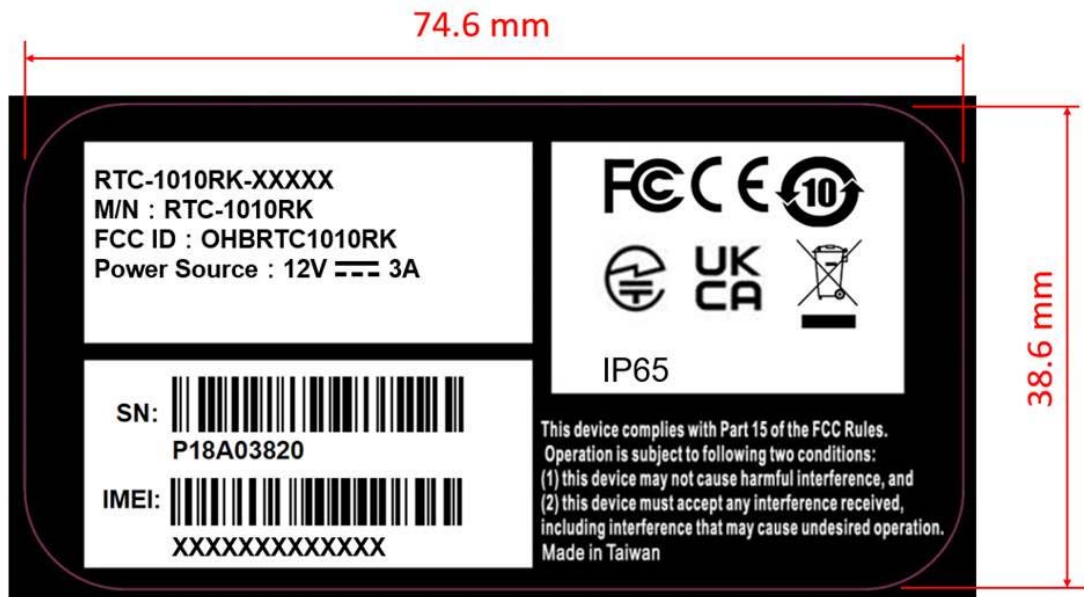 74.6 mm
RTC-1010RK-XXXXX
M/N : RTC-1010RK
FCC ID : OHBRTC1010RK
Power Source : 12V ⎓ 3A
FC CE 10
UK
CA
IP65
38.6 mm
SN:
P18A03820
IMEI:
XXXXXXXXXXXXXX
This device complies with Part 15 of the FCC Rules.
Operation is subject to following two conditions:
(1) this device may not cause harmful interference, and
(2) this device must accept any interference received,
including interference that may cause undesired operation.
Made in Taiwan